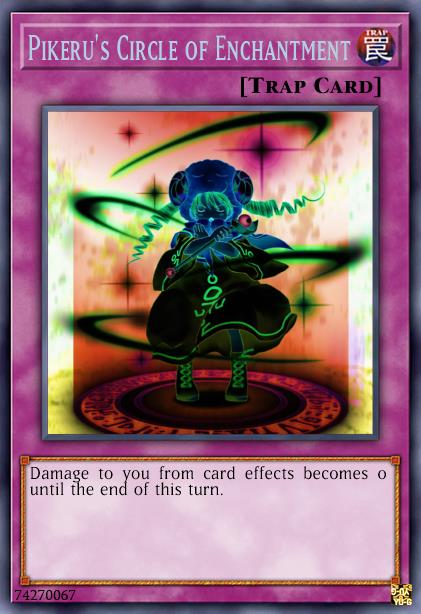 PIKERU'S CIRCLE OF ENCHANTMENT
TRAP
罠
[TRAP CARD]
Damage to you from card effects becomes 0
until the end of this turn.
74270067